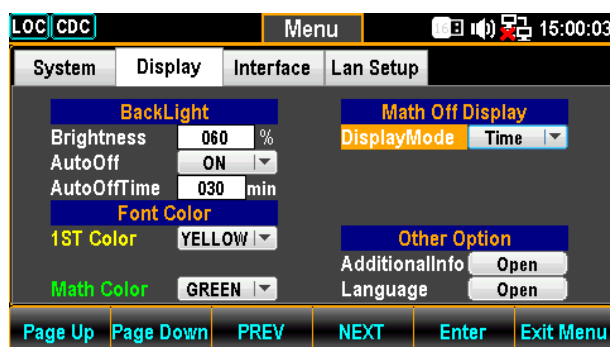 LOC CDC Menu 16 15:00:03
System Display Interface Lan Setup
BackLight
Brightness 060 %
AutoOff ON
AutoOffTime 030 min
Font Color
1ST Color YELLOW
Math Color GREEN
Math Off Display
DisplayMode Time
Other Option
AdditionalInfo Open
Language Open
Page Up Page Down PREV NEXT Enter Exit Menu